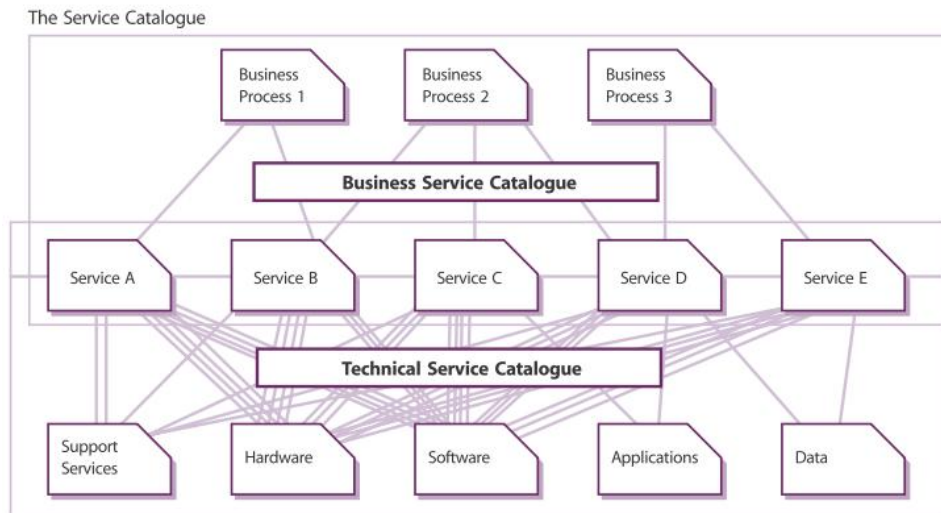 The Service Catalogue
Business
Process 1
Business
Process 2
Business
Process 3
Business Service Catalogue
Service A
Service B
Service C
Service D
Service E
Technical Service Catalogue
Support
Services
Hardware
Software
Applications
Data